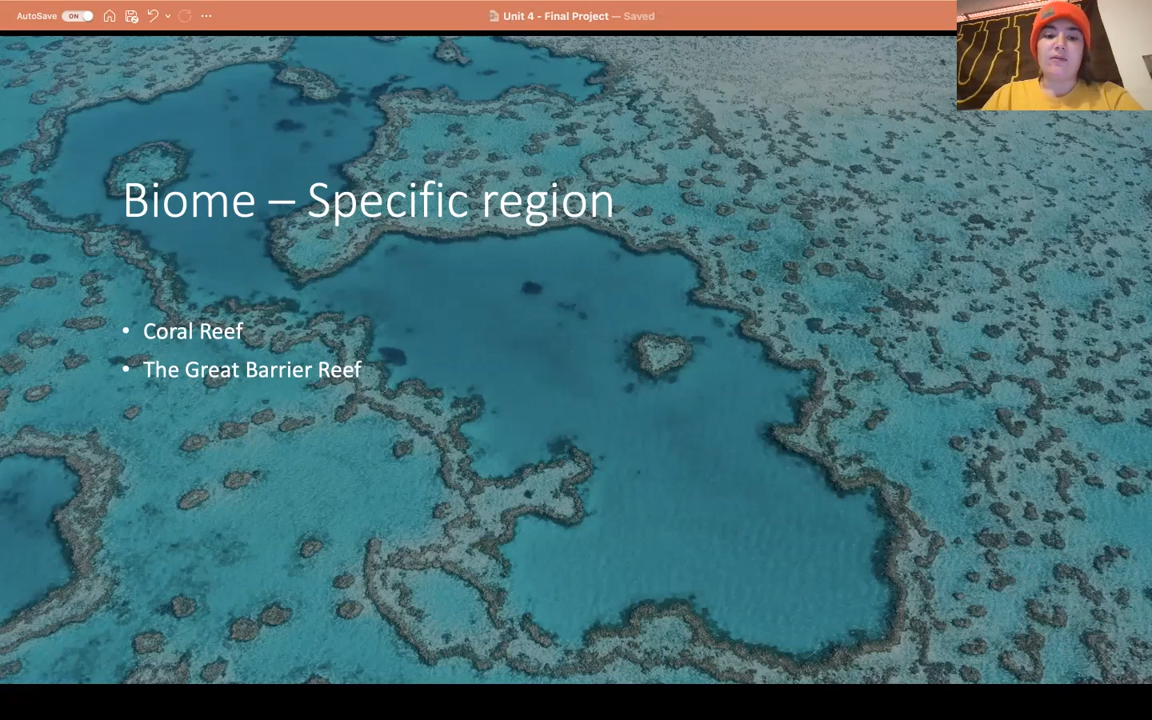 AutoSave ON
Unit 4 - Final Project — Saved
Biome – Specific region
• Coral Reef
• The Great Barrier Reef